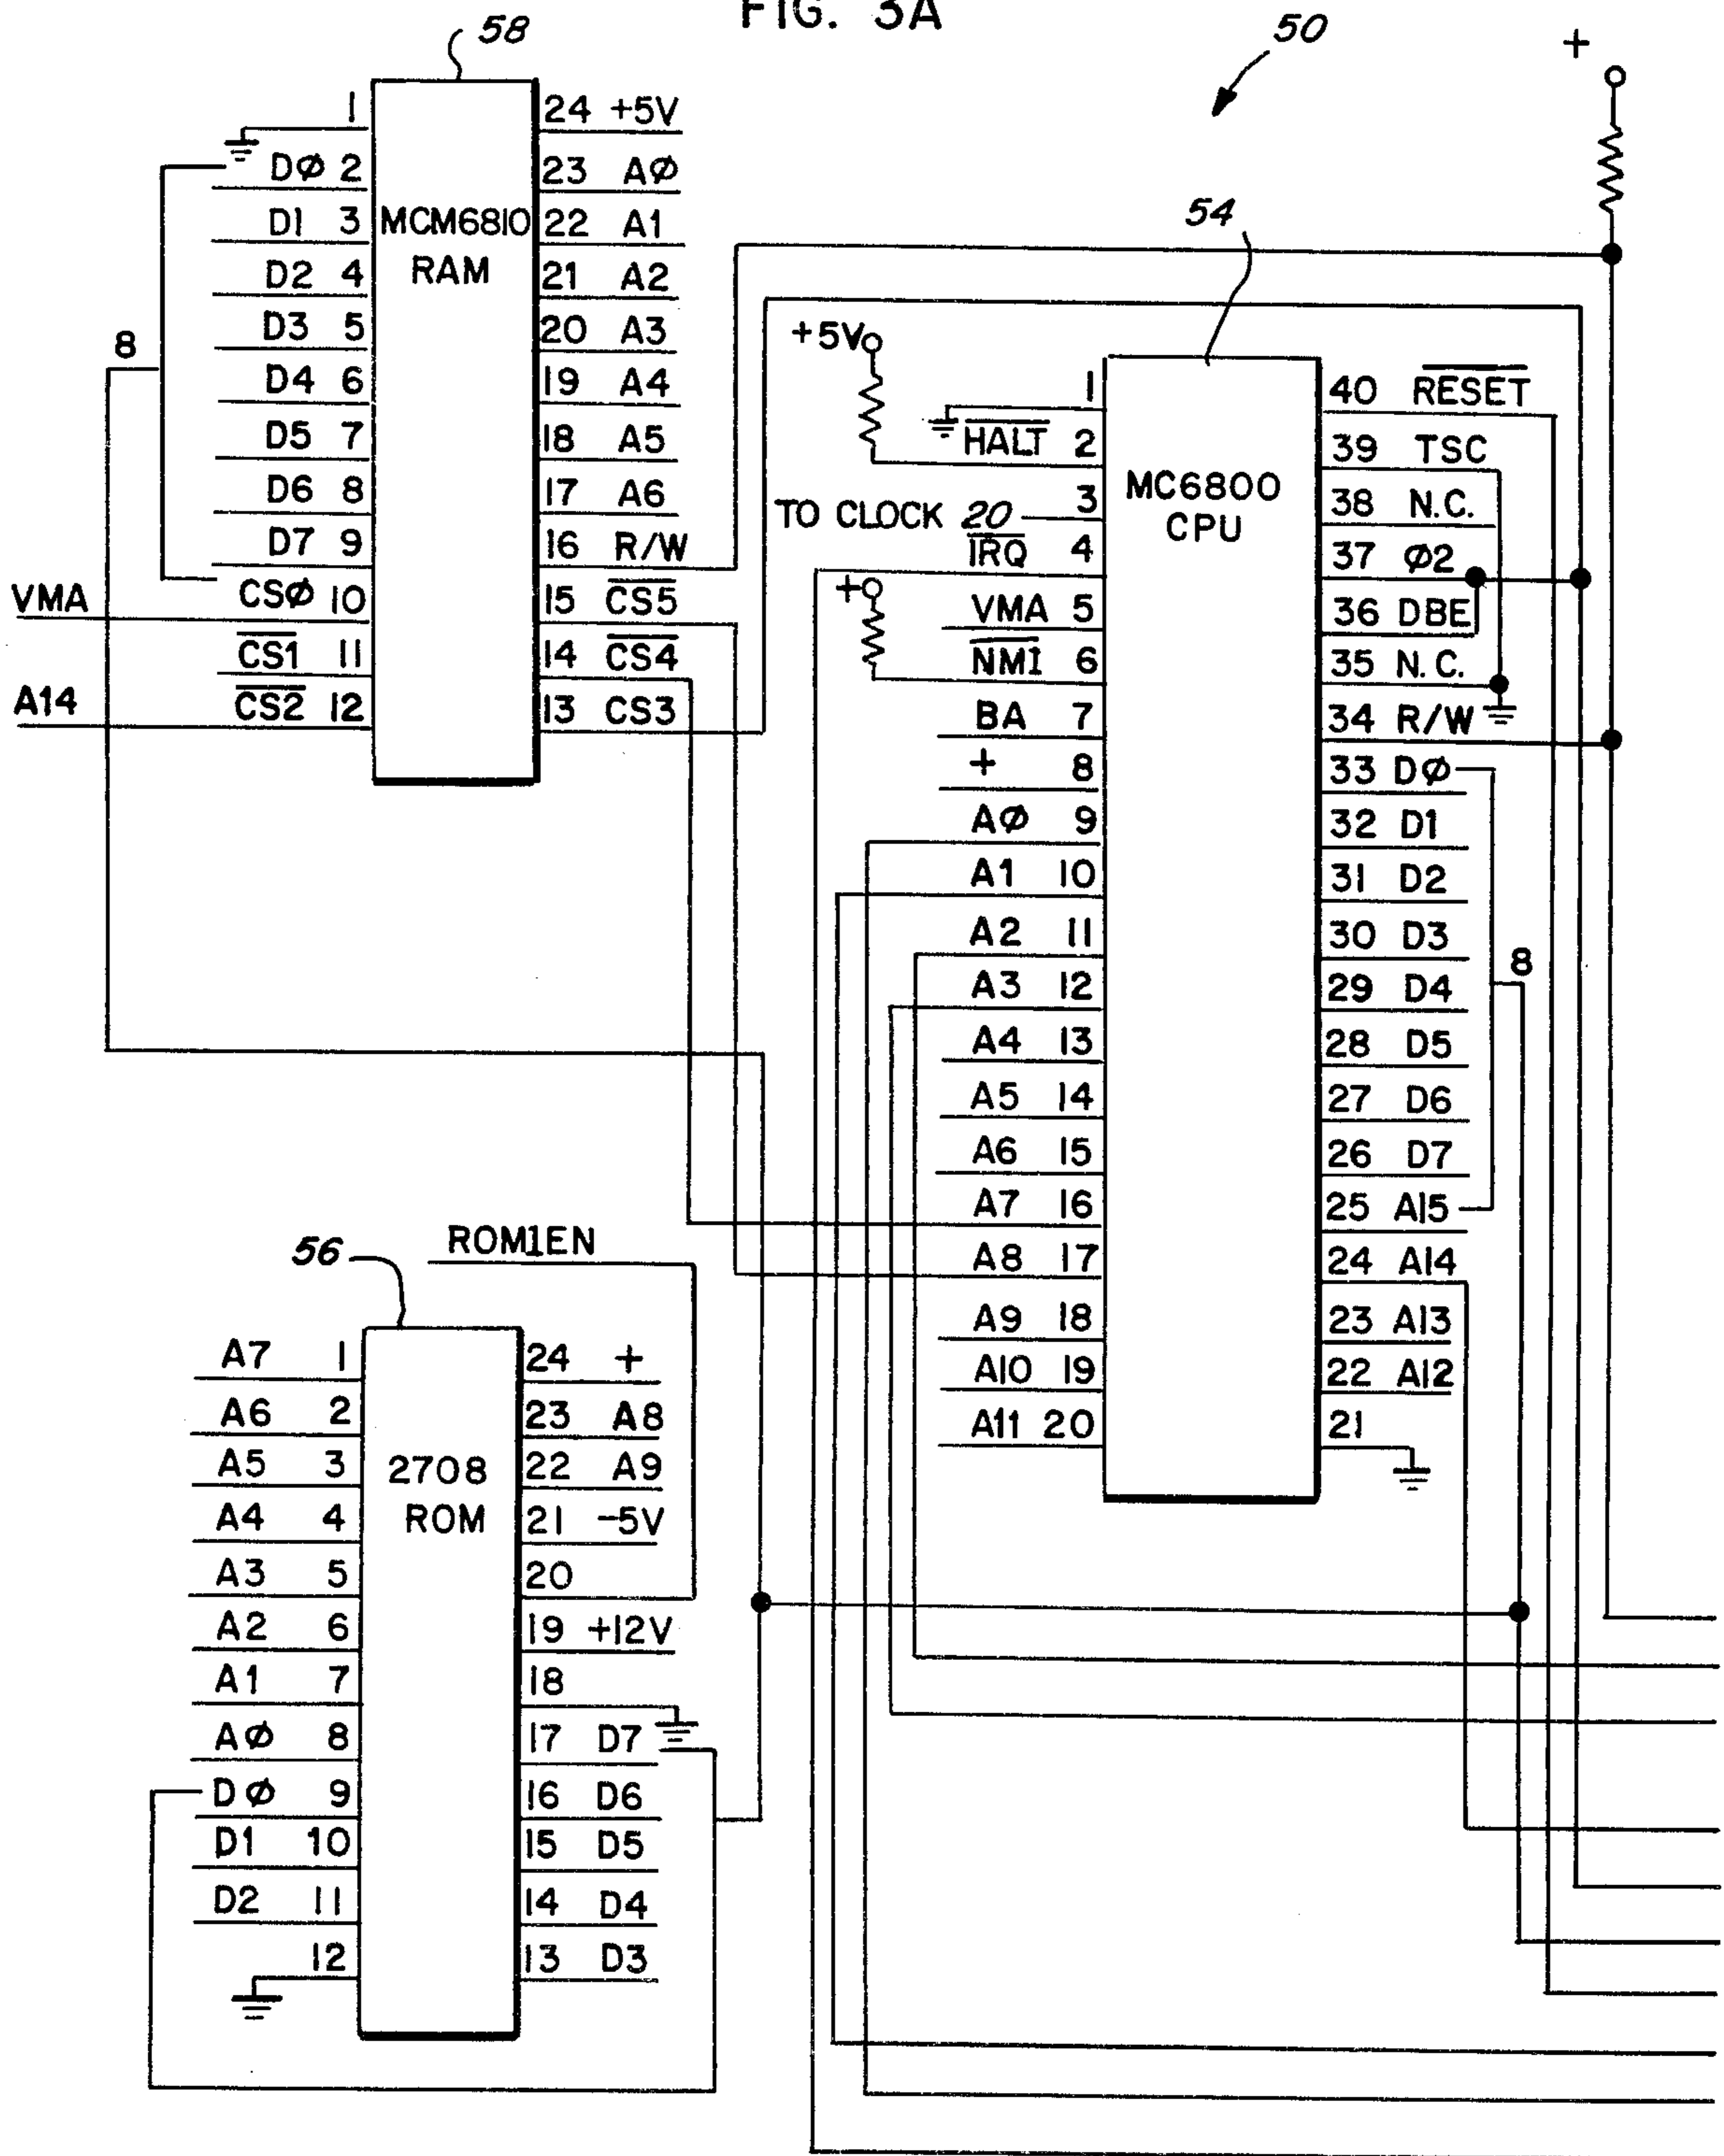 FIG. 3A
58
50
+
1
24 +5V
DØ 2
23 AØ
D1 3
MCM6810
RAM
22 A1
D2 4
21 A2
D3 5
20 A3
8
D4 6
19 A4
D5 7
18 A5
D6 8
17 A6
D7 9
16 R/W
VMA
CSØ 10
15 C̅S̅5̅
C̅S̅1̅ 11
14 C̅S̅4̅
A14
C̅S̅2̅ 12
13 CS3
54
+5V
1
40 R̅E̅S̅E̅T̅
H̅A̅L̅T̅ 2
39 TSC
MC6800
CPU
TO CLOCK 20
3
38 N.C.
I̅R̅Q̅ 4
37 Ø2
+
VMA 5
36 DBE
N̅M̅I̅ 6
35 N.C.
BA 7
34 R/W
+ 8
33 DØ
AØ 9
32 D1
A1 10
31 D2
A2 11
30 D3
8
A3 12
29 D4
A4 13
28 D5
A5 14
27 D6
A6 15
26 D7
A7 16
25 A15
A8 17
24 A14
A9 18
23 A13
A10 19
22 A12
A11 20
21
56
ROM1EN
A7 1
24 +
A6 2
23 A8
A5 3
2708
ROM
22 A9
A4 4
21 -5V
A3 5
20
A2 6
19 +12V
A1 7
18
AØ 8
17 D7
DØ 9
16 D6
D1 10
15 D5
D2 11
14 D4
12
13 D3